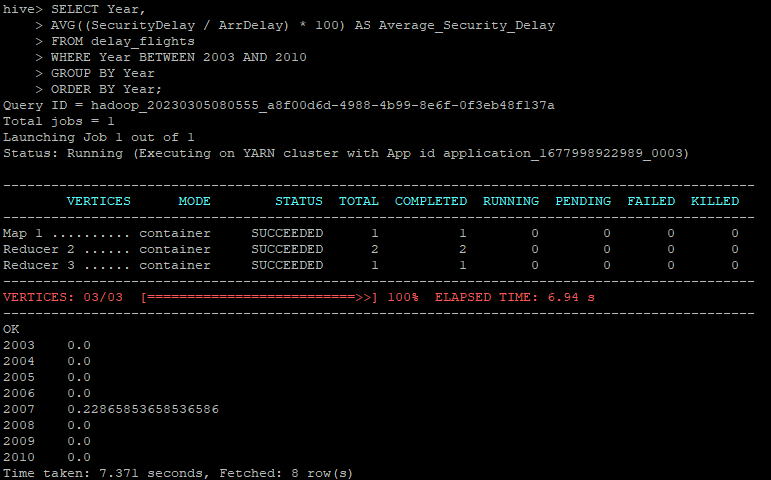 hive> SELECT Year,
    > AVG((SecurityDelay / ArrDelay) * 100) AS Average_Security_Delay
    > FROM delay_flights
    > WHERE Year BETWEEN 2003 AND 2010
    > GROUP BY Year
    > ORDER BY Year;
Query ID = hadoop_20230305080555_a8f00d6d-4988-4b99-8e6f-0f3eb48f137a
Total jobs = 1
Launching Job 1 out of 1
Status: Running (Executing on YARN cluster with App id application_1677998922989_0003)
----------------------------------------------------------------------------------------------
        VERTICES      MODE        STATUS  TOTAL  COMPLETED  RUNNING  PENDING  FAILED  KILLED
----------------------------------------------------------------------------------------------
Map 1 .......... container     SUCCEEDED      1          1        0        0       0       0
Reducer 2 ...... container     SUCCEEDED      2          2        0        0       0       0
Reducer 3 ...... container     SUCCEEDED      1          1        0        0       0       0
----------------------------------------------------------------------------------------------
VERTICES: 03/03  [==========================>>] 100%  ELAPSED TIME: 6.94 s
----------------------------------------------------------------------------------------------
OK
2003    0.0
2004    0.0
2005    0.0
2006    0.0
2007    0.22865853658536586
2008    0.0
2009    0.0
2010    0.0
Time taken: 7.371 seconds, Fetched: 8 row(s)